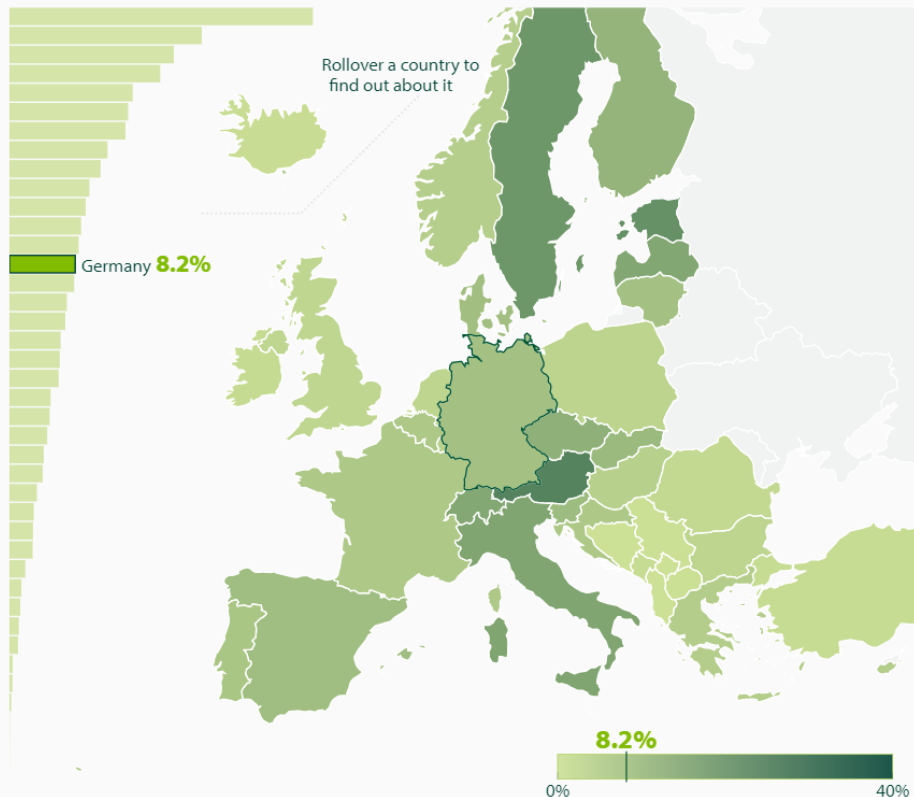 Rollover a country to
find out about it
Germany 8.2%
8.2%
0% 40%